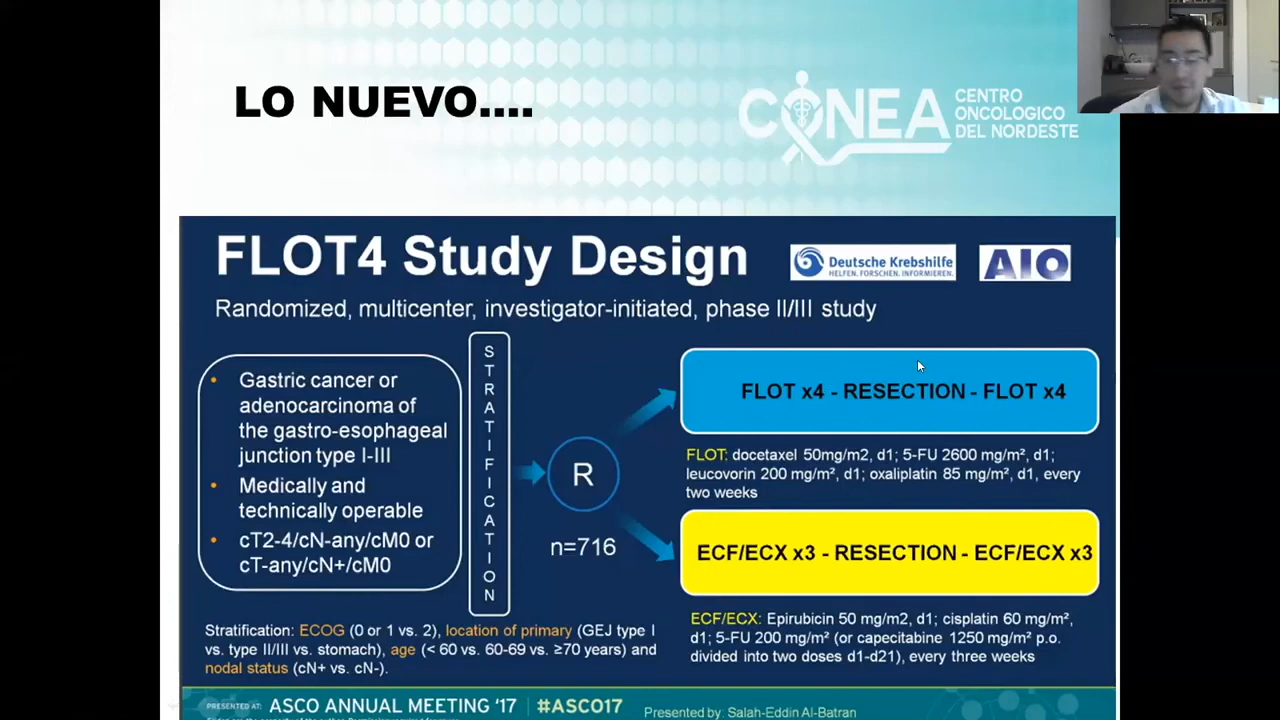 LO NUEVO....
CONEA
CENTRO
ONCOLOGICO
DEL NORDESTE
FLOT4 Study Design
Deutsche Krebshilfe
HELFEN. FORSCHEN. INFORMIEREN.
AIO
Randomized, multicenter, investigator-initiated, phase II/III study
• Gastric cancer or
adenocarcinoma of
the gastro-esophageal
junction type I-III
• Medically and
technically operable
• cT2-4/cN-any/cM0 or
cT-any/cN+/cM0
STRATIFICATION
R
n=716
FLOT x4 - RESECTION - FLOT x4
FLOT: docetaxel 50mg/m2, d1; 5-FU 2600 mg/m², d1;
leucovorin 200 mg/m², d1; oxaliplatin 85 mg/m², d1, every
two weeks
ECF/ECX x3 - RESECTION - ECF/ECX x3
ECF/ECX: Epirubicin 50 mg/m2, d1; cisplatin 60 mg/m²,
d1; 5-FU 200 mg/m² (or capecitabine 1250 mg/m² p.o.
divided into two doses d1-d21), every three weeks
Stratification: ECOG (0 or 1 vs. 2), location of primary (GEJ type I
vs. type II/III vs. stomach), age (< 60 vs. 60-69 vs. ≥70 years) and
nodal status (cN+ vs. cN-).
PRESENTED AT: ASCO ANNUAL MEETING '17 | #ASCO17
Presented by: Salah-Eddin Al-Batran